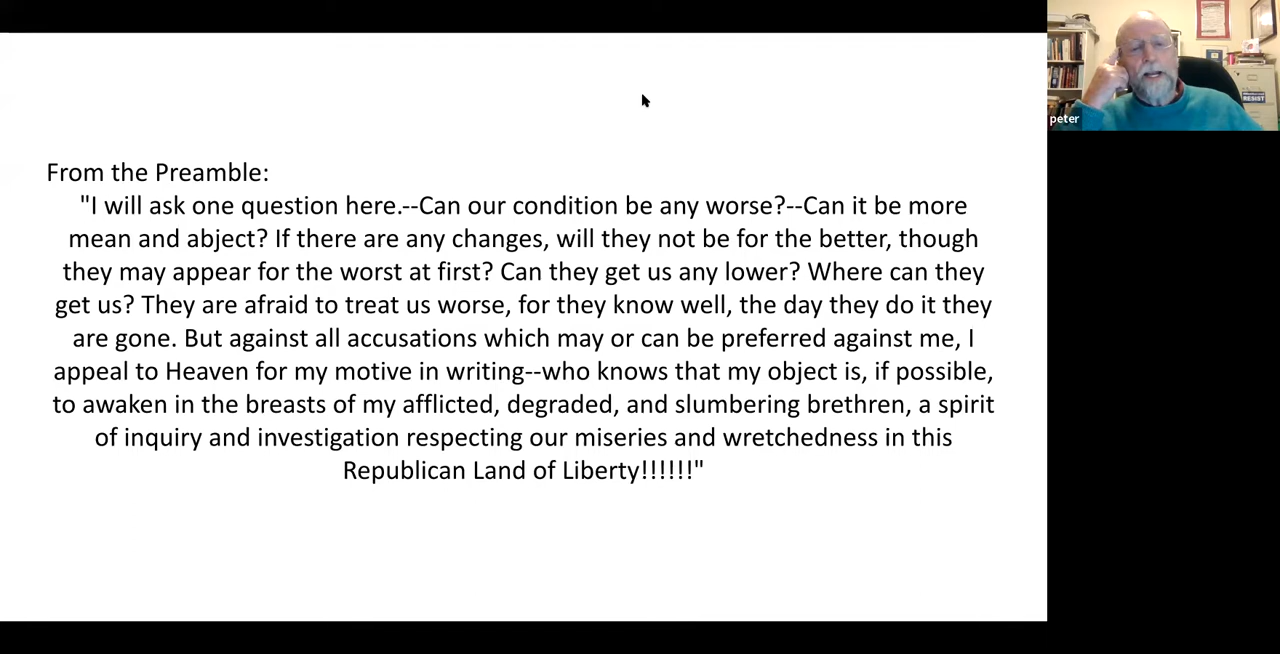 From the Preamble:
"I will ask one question here.--Can our condition be any worse?--Can it be more
mean and abject? If there are any changes, will they not be for the better, though
they may appear for the worst at first? Can they get us any lower? Where can they
get us? They are afraid to treat us worse, for they know well, the day they do it they
are gone. But against all accusations which may or can be preferred against me, I
appeal to Heaven for my motive in writing--who knows that my object is, if possible,
to awaken in the breasts of my afflicted, degraded, and slumbering brethren, a spirit
of inquiry and investigation respecting our miseries and wretchedness in this
Republican Land of Liberty!!!!!!"
RESIST
peter